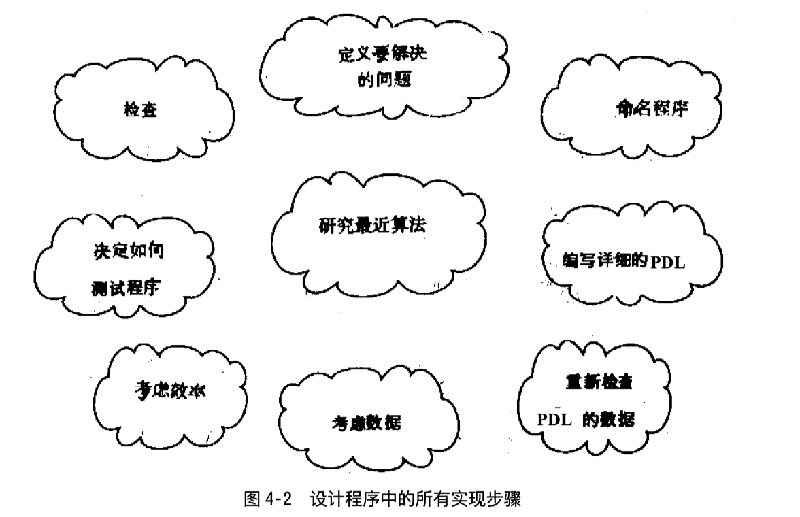 定义要解决
的问题
检查
命名程序
研究最近算法
决定如何
测试程序
编写详细的PDL
考虑效率
考虑数据
重新检查
PDL 的数据
图 4-2 设计程序中的所有实现步骤